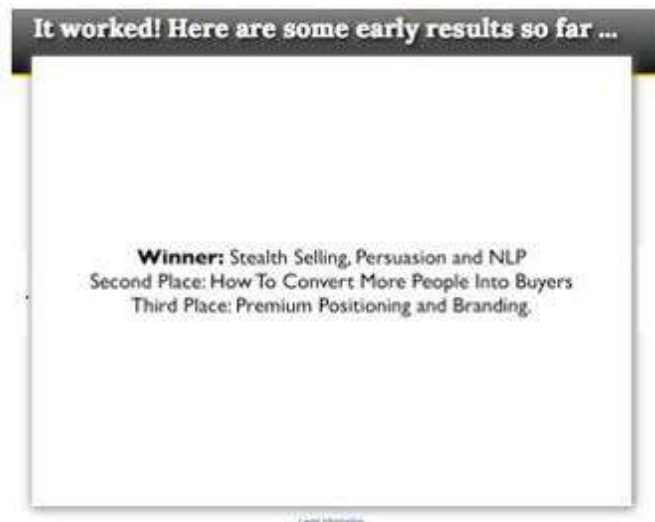 It worked! Here are some early results so far ...
Winner: Stealth Selling, Persuasion and NLP
Second Place: How To Convert More People Into Buyers
Third Place: Premium Positioning and Branding.